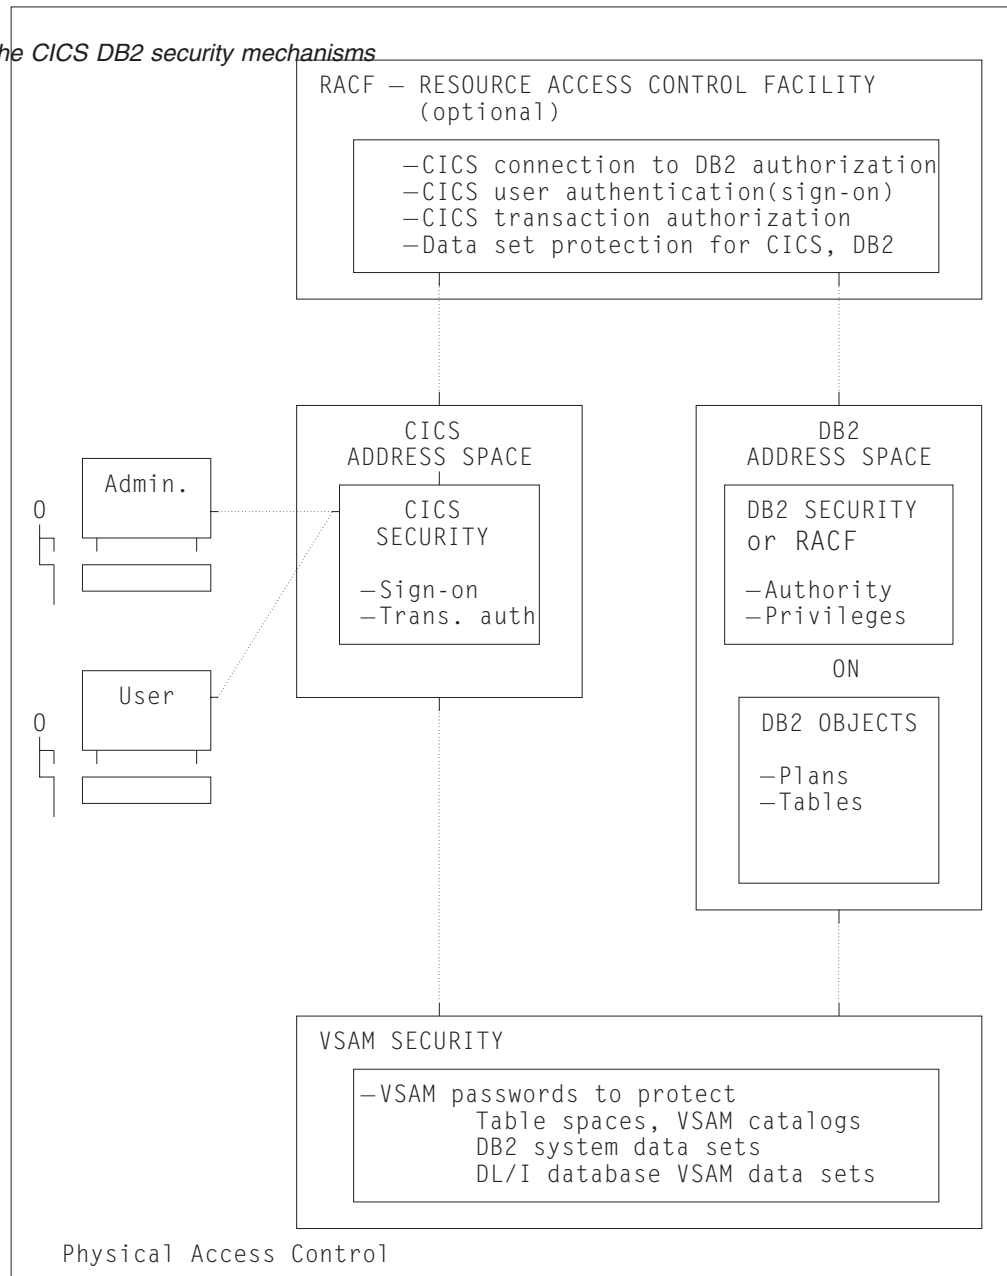 he CICS DB2 security mechanisms
RACF — RESOURCE ACCESS CONTROL FACILITY
(optional)
—CICS connection to DB2 authorization
—CICS user authentication(sign-on)
—CICS transaction authorization
—Data set protection for CICS, DB2
CICS
ADDRESS SPACE
CICS
SECURITY
—Sign-on
—Trans. auth
DB2
ADDRESS SPACE
DB2 SECURITY
or RACF
—Authority
—Privileges
ON
DB2 OBJECTS
—Plans
—Tables
Admin.
O
User
O
VSAM SECURITY
—VSAM passwords to protect
Table spaces, VSAM catalogs
DB2 system data sets
DL/I database VSAM data sets
Physical Access Control